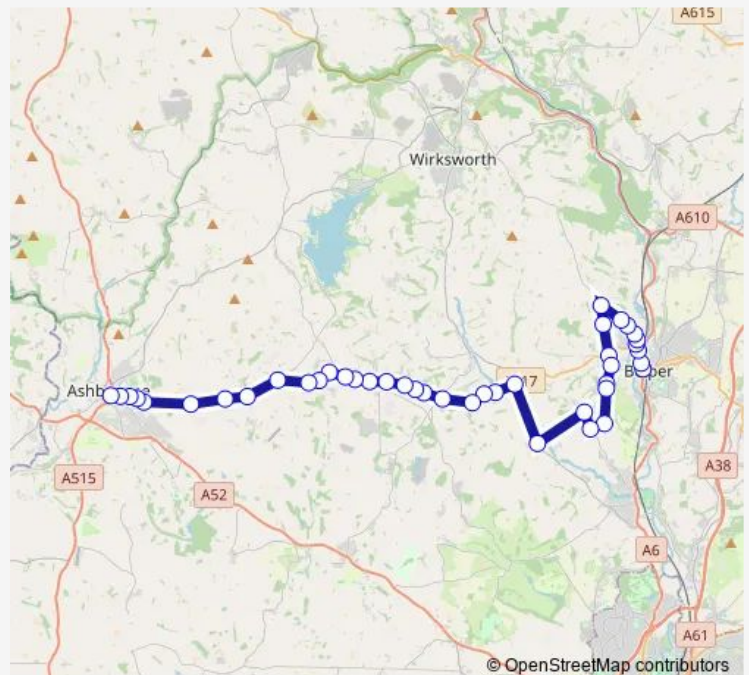 A615
Wirksworth
A610
A517
Belper
Ashbourne
A515
A52
A38
A6
A61
© OpenStreetMap contributors